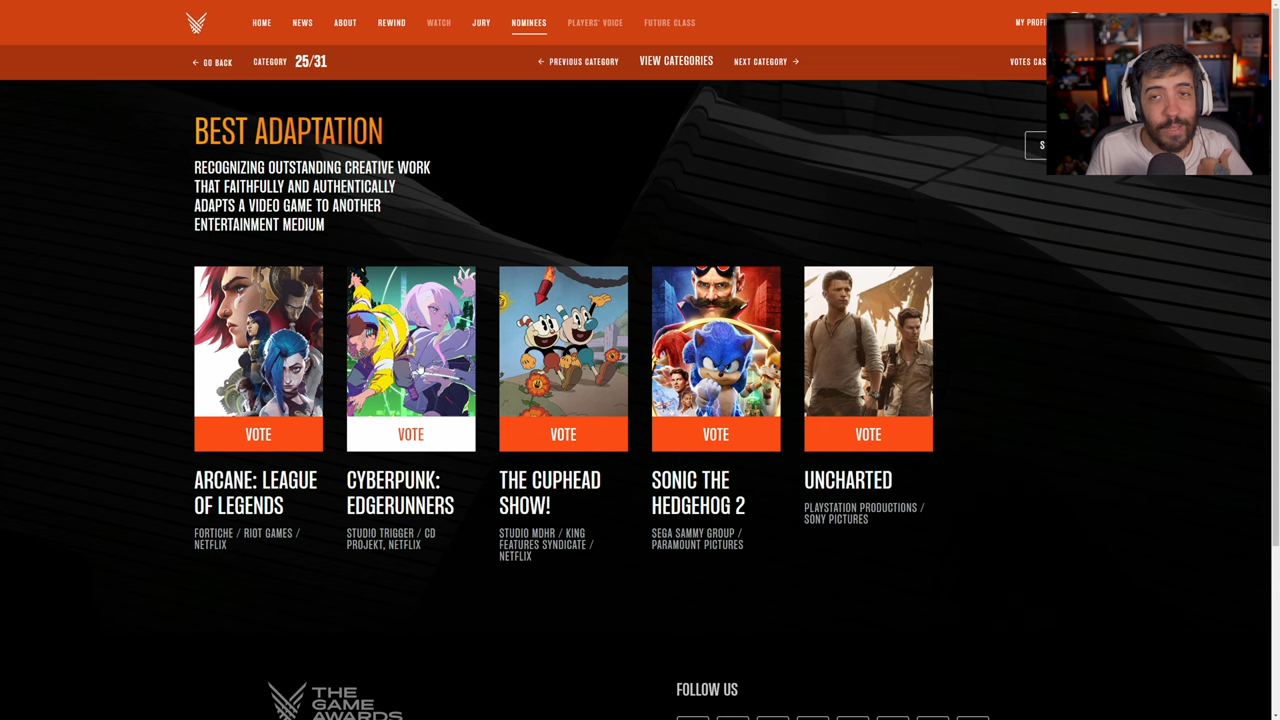 HOME NEWS ABOUT REWIND WATCH JURY NOMINEES PLAYERS' VOICE FUTURE CLASS MY
← GO BACK CATEGORY 25/31 ← PREVIOUS CATEGORY VIEW CATEGORIES NEXT CATEGORY → VOTES
BEST ADAPTATION
RECOGNIZING OUTSTANDING CREATIVE WORK
THAT FAITHFULLY AND AUTHENTICALLY
ADAPTS A VIDEO GAME TO ANOTHER
ENTERTAINMENT MEDIUM
VOTE VOTE VOTE VOTE VOTE
ARCANE: LEAGUE
OF LEGENDS
FORTICHE / RIOT GAMES /
NETFLIX
CYBERPUNK:
EDGERUNNERS
STUDIO TRIGGER / CD
PROJEKT, NETFLIX
THE CUPHEAD
SHOW!
STUDIO MDHR / KING
FEATURES SYNDICATE /
NETFLIX
SONIC THE
HEDGEHOG 2
SEGA SAMMY GROUP /
PARAMOUNT PICTURES
UNCHARTED
PLAYSTATION PRODUCTIONS /
SONY PICTURES
THE
GAME
AWARDS
FOLLOW US